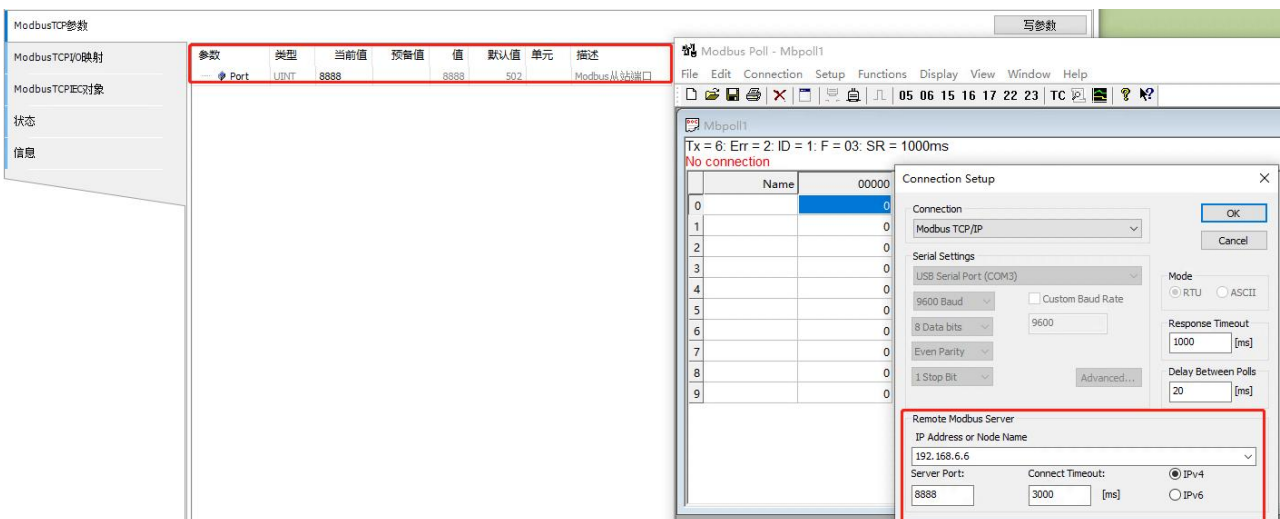 ModbusTCP参数
写参数
ModbusTCPI/O映射
ModbusTCPIEC对象
状态
信息
参数 类型 当前值 预备值 值 默认值 单元 描述
Port UINT 8888 8888 502 Modbus从站端口
Modbus Poll - Mbpoll1
File Edit Connection Setup Functions Display View Window Help
05 06 15 16 17 22 23 TC
Mbpoll1
Tx = 6: Err = 2: ID = 1: F = 03: SR = 1000ms
No connection
Name 00000
0 0
1 0
2 0
3 0
4 0
5 0
6 0
7 0
8 0
9 0
Connection Setup
Connection
Modbus TCP/IP
OK
Cancel
Serial Settings
USB Serial Port (COM3)
9600 Baud
Custom Baud Rate
8 Data bits
9600
Even Parity
1 Stop Bit
Advanced...
Mode
RTU ASCII
Response Timeout
1000 [ms]
Delay Between Polls
20 [ms]
Remote Modbus Server
IP Address or Node Name
192.168.6.6
Server Port: Connect Timeout: IPv4
8888 3000 [ms] IPv6